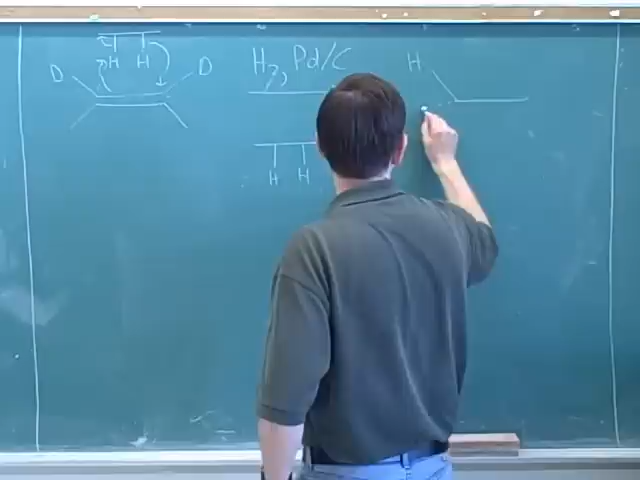 H H
D D
H₂, Pd/C
H
H H